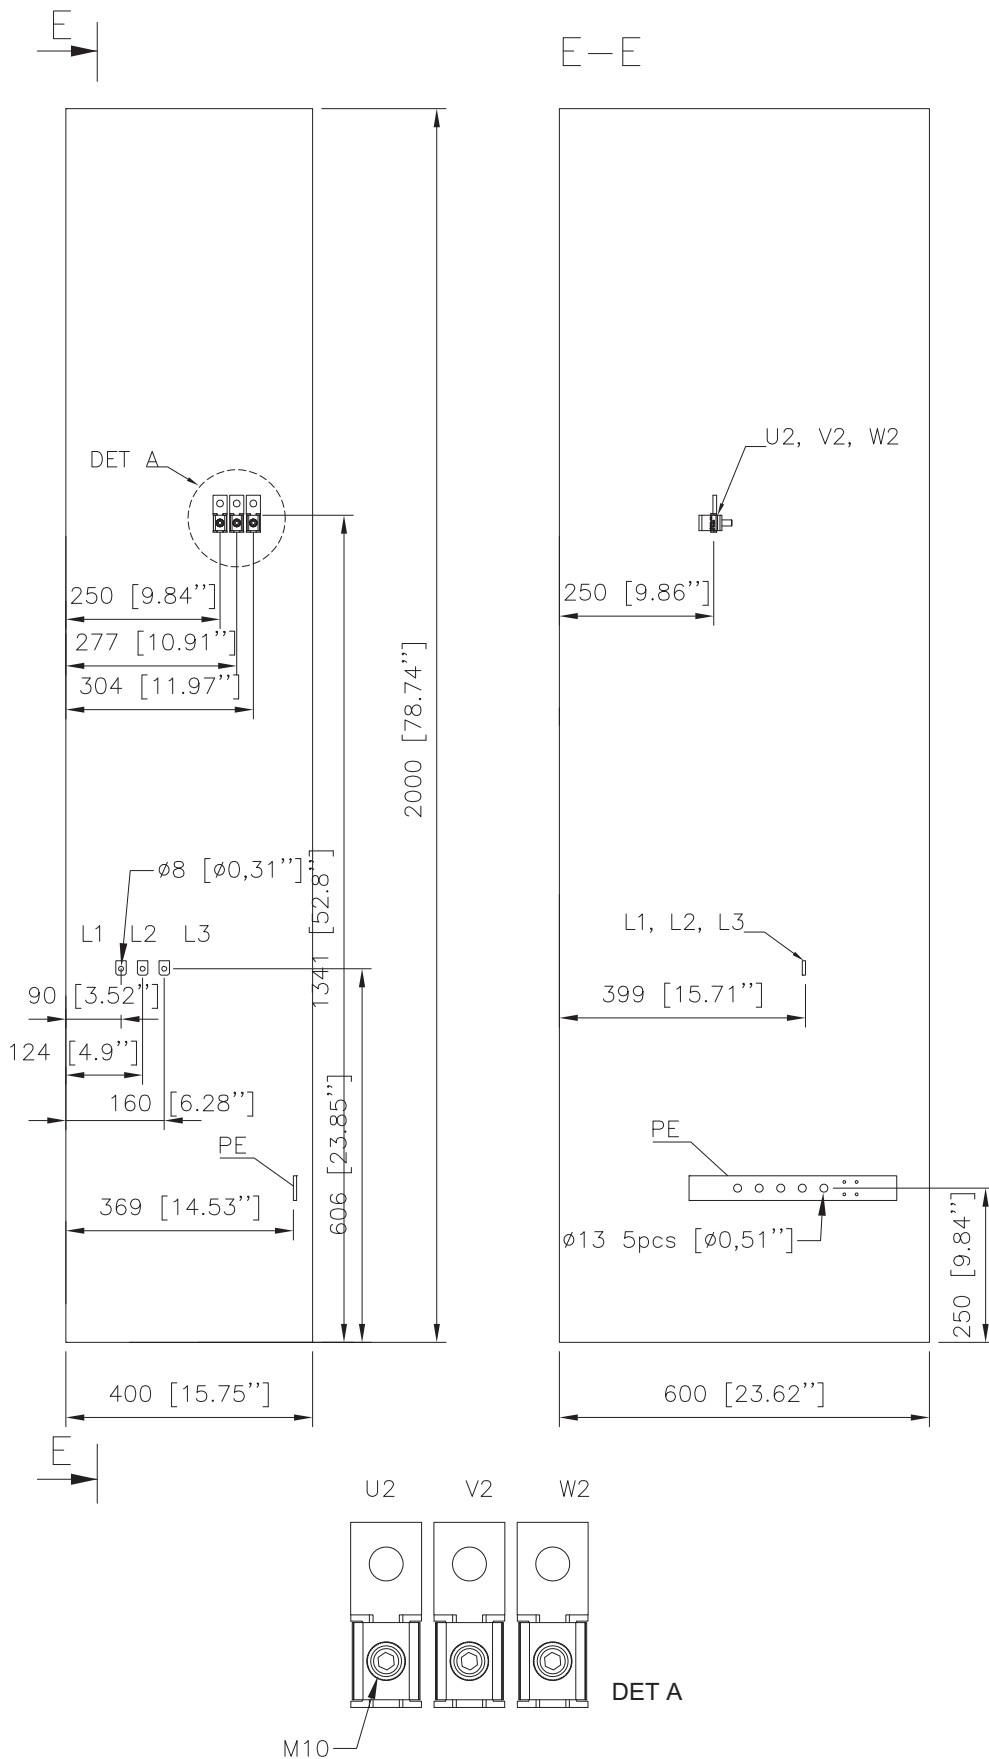 E
E—E
DET A
U2, V2, W2
250 [9.84’’]
250 [9.86’’]
277 [10.91’’]
304 [11.97’’]
2000 [78.74’’]
ø8 [ø0,31’’]
1341 [52.8’’]
L1 L2 L3
L1, L2, L3
90 [3.52’’]
399 [15.71’’]
124 [4.9’’]
160 [6.28’’]
606 [23.85’’]
PE
PE
369 [14.53’’]
ø13 5pcs [ø0,51’’]
250 [9.84’’]
400 [15.75’’]
600 [23.62’’]
E
U2 V2 W2
DET A
M10